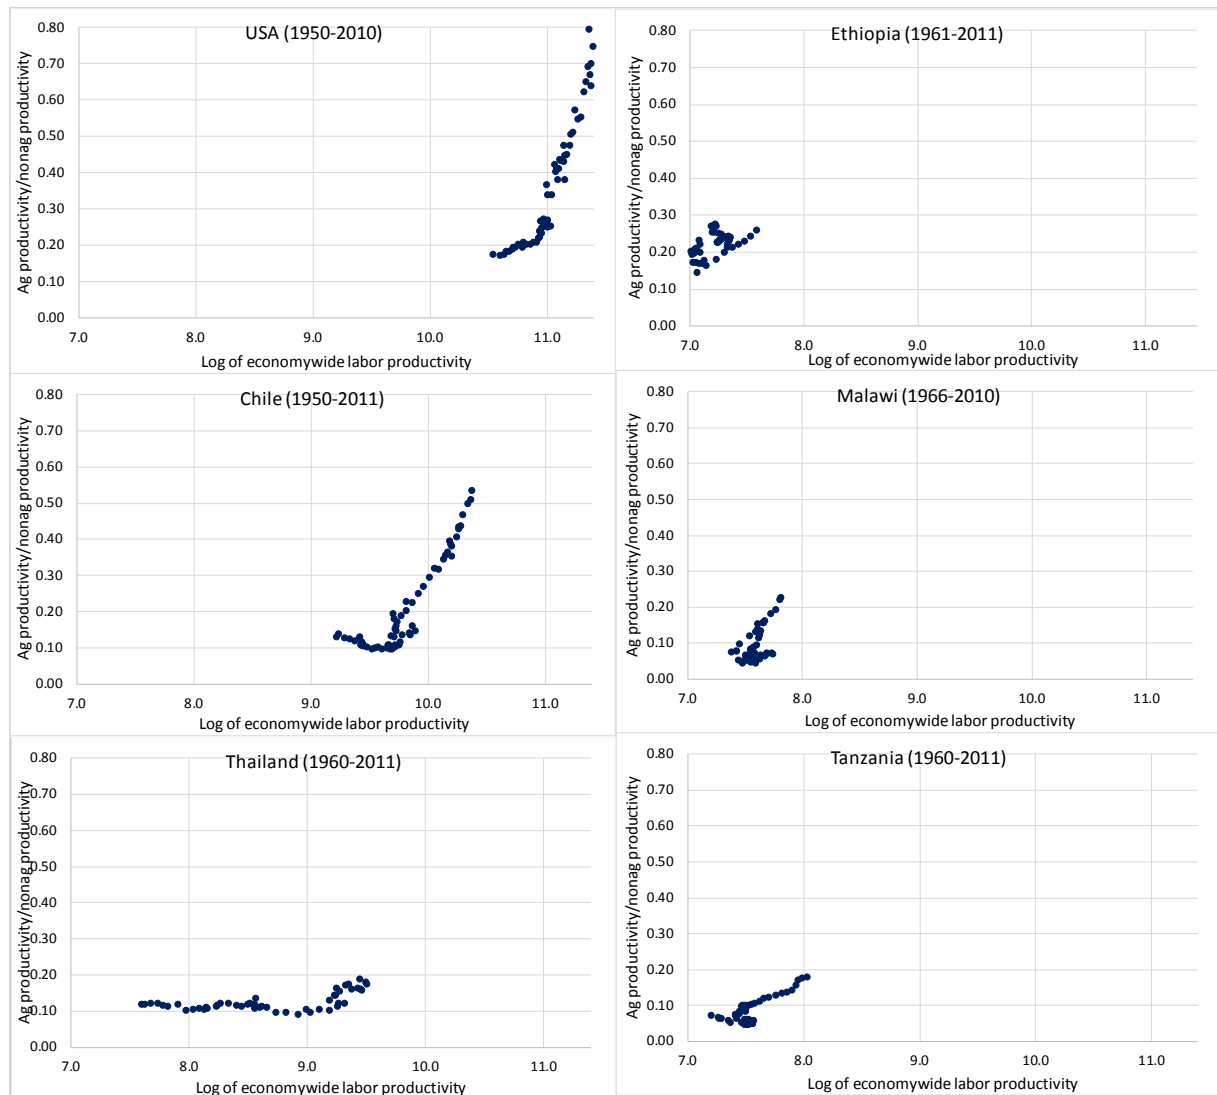 USA (1950-2010)
Ag productivity/nonag productivity
0.80
0.70
0.60
0.50
0.40
0.30
0.20
0.10
0.00
7.0 8.0 9.0 10.0 11.0
Log of economywide labor productivity
Ethiopia (1961-2011)
Ag productivity/nonag productivity
0.80
0.70
0.60
0.50
0.40
0.30
0.20
0.10
0.00
7.0 8.0 9.0 10.0 11.0
Log of economywide labor productivity
Chile (1950-2011)
Ag productivity/nonag productivity
0.80
0.70
0.60
0.50
0.40
0.30
0.20
0.10
0.00
7.0 8.0 9.0 10.0 11.0
Log of economywide labor productivity
Malawi (1966-2010)
Ag productivity/nonag productivity
0.80
0.70
0.60
0.50
0.40
0.30
0.20
0.10
0.00
7.0 8.0 9.0 10.0 11.0
Log of economywide labor productivity
Thailand (1960-2011)
Ag productivity/nonag productivity
0.80
0.70
0.60
0.50
0.40
0.30
0.20
0.10
0.00
7.0 8.0 9.0 10.0 11.0
Log of economywide labor productivity
Tanzania (1960-2011)
Ag productivity/nonag productivity
0.80
0.70
0.60
0.50
0.40
0.30
0.20
0.10
0.00
7.0 8.0 9.0 10.0 11.0
Log of economywide labor productivity